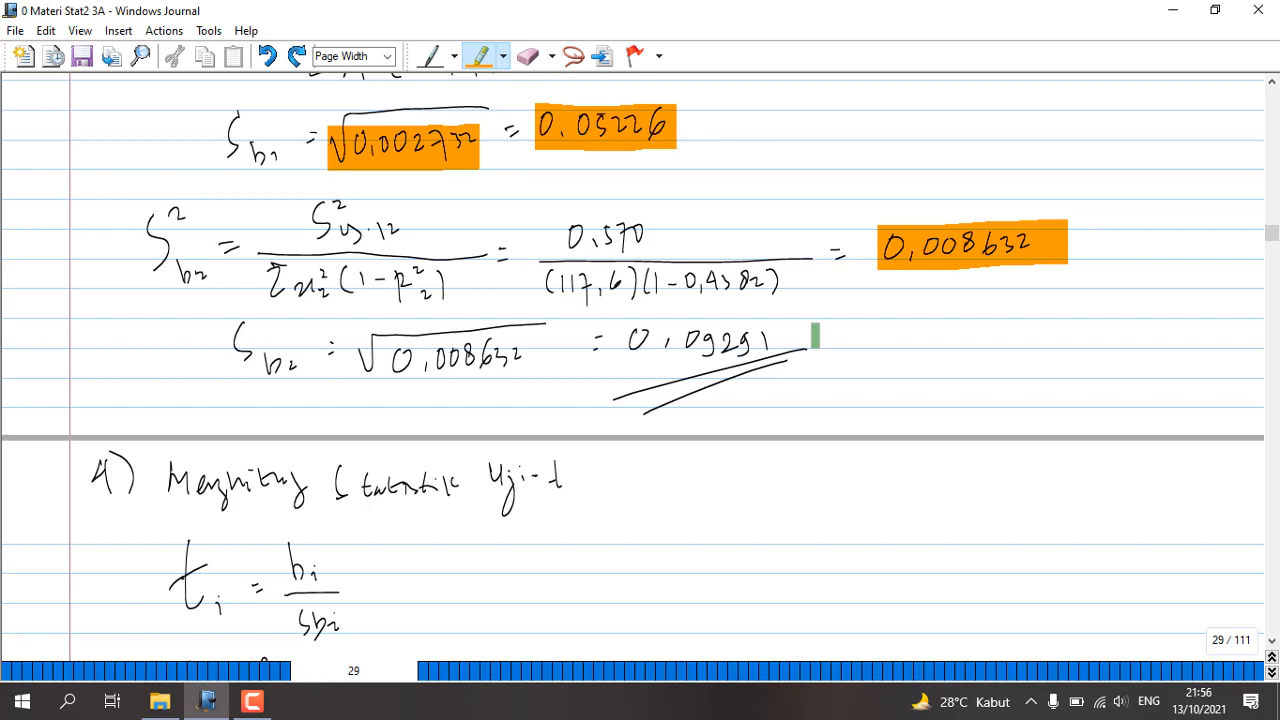 0 Materi Stat2 3A - Windows Journal
File Edit View Insert Actions Tools Help
Page Width
S_b1 = √0,002732 = 0,05226
S²_b2 = S²_y.12 / Σx₂²(1-R²₂) = 0,570 / (117,6)(1-0,4382) = 0,008632
S_b2 = √0,008632 = 0,09291
4) Menghitung Statistik Uji-t
t_i = b_i / sb_i
29 / 111
29
28°C Kabut ENG 21:56
13/10/2021